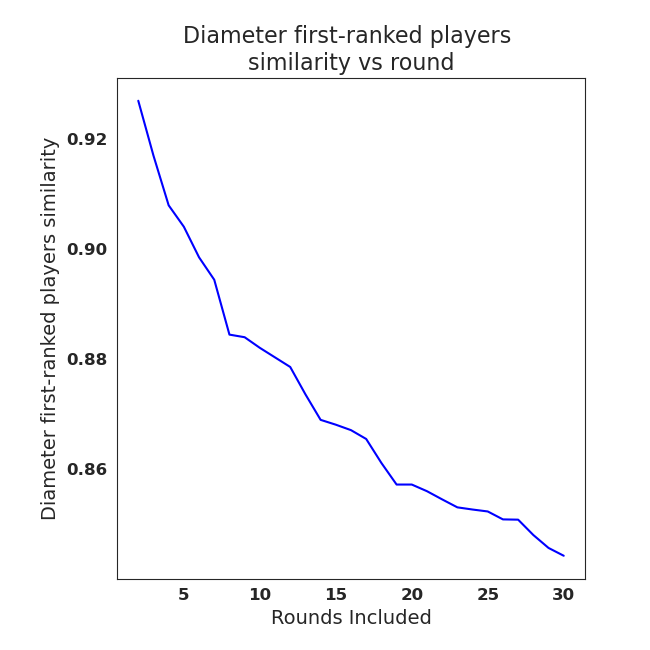 Diameter first-ranked players
similarity vs round
Diameter first-ranked players similarity
0.92
0.90
0.88
0.86
5 10 15 20 25 30
Rounds Included